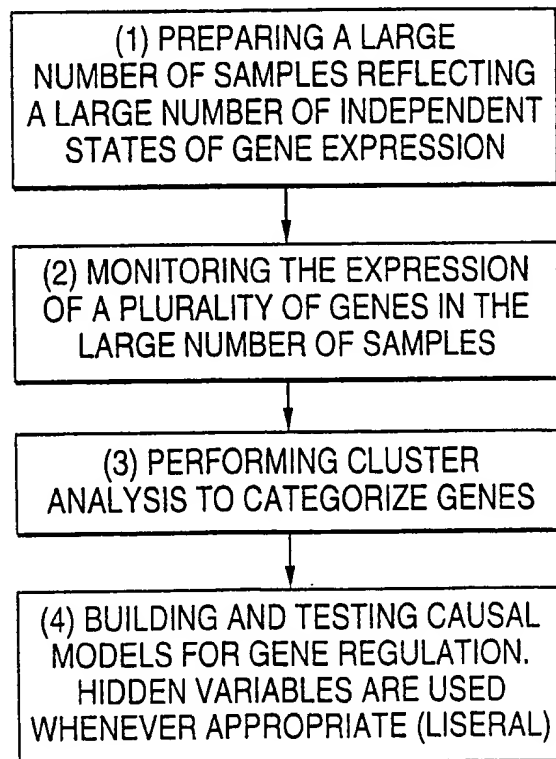 (1) PREPARING A LARGE
NUMBER OF SAMPLES REFLECTING
A LARGE NUMBER OF INDEPENDENT
STATES OF GENE EXPRESSION
(2) MONITORING THE EXPRESSION
OF A PLURALITY OF GENES IN THE
LARGE NUMBER OF SAMPLES
(3) PERFORMING CLUSTER
ANALYSIS TO CATEGORIZE GENES
(4) BUILDING AND TESTING CAUSAL
MODELS FOR GENE REGULATION.
HIDDEN VARIABLES ARE USED
WHENEVER APPROPRIATE (LISERAL)